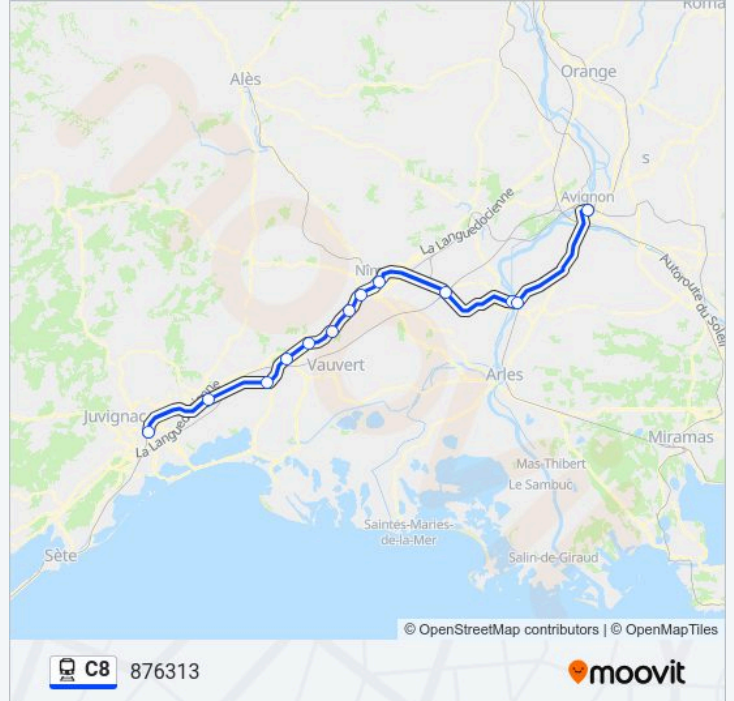 Roma
Alès
Orange
S
Avignon
La Languedocienne
Nîm
Autoroute du Soleil
Vauvert
Arles
Juvignac
La Languedocienne
Miramas
Mas-Thibert
Le Sambuc
Saintes-Maries-
de-la-Mer
Salin-de-Giraud
Sète
© OpenStreetMap contributors | © OpenMapTiles
C8 876313
moovit